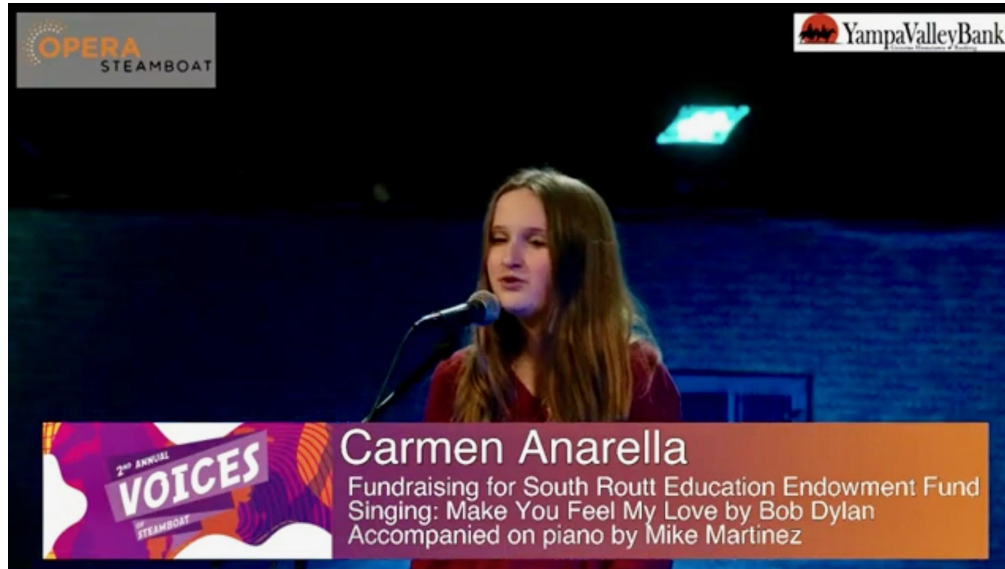 OPERA
STEAMBOAT
YampaValleyBank
2ND ANNUAL
VOICES
OF
STEAMBOAT
Carmen Anarella
Fundraising for South Routt Education Endowment Fund
Singing: Make You Feel My Love by Bob Dylan
Accompanied on piano by Mike Martinez